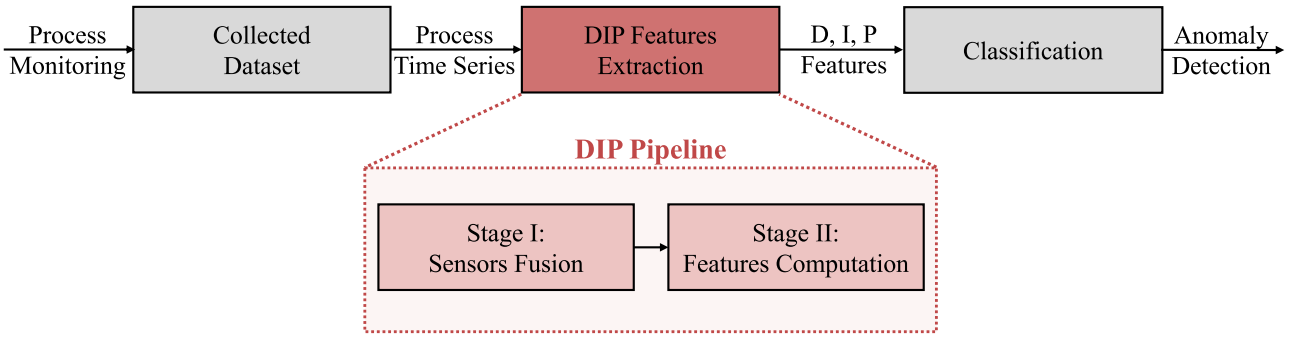 Process
Monitoring
Collected
Dataset
Process
Time Series
DIP Features
Extraction
D, I, P
Features
Classification
Anomaly
Detection
DIP Pipeline
Stage I:
Sensors Fusion
Stage II:
Features Computation